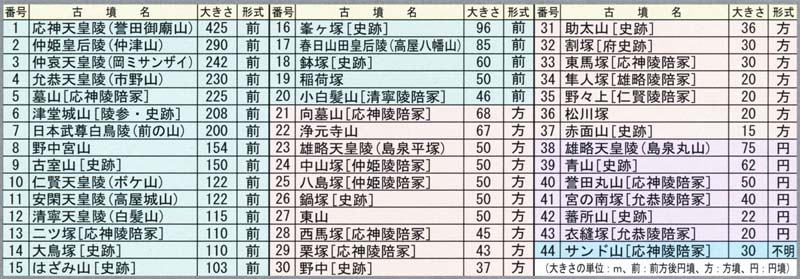 番号 古墳名 大きさ 形式
1 応神天皇陵(誉田御廟山) 425 前
2 仲姫皇后陵(仲津山) 290 前
3 仲哀天皇陵(岡ミサンザイ) 242 前
4 允恭天皇陵(市野山) 230 前
5 墓山[応神陵陪冢] 225 前
6 津堂城山[陵参・史跡] 208 前
7 日本武尊白鳥陵(前の山) 200 前
8 野中宮山 154 前
9 古室山[史跡] 150 前
10 仁賢天皇陵(ボケ山) 122 前
11 安閑天皇陵(高屋城山) 122 前
12 清寧天皇陵(白髪山) 115 前
13 二ツ塚[応神陵陪冢] 110 前
14 大鳥塚[史跡] 110 前
15 はざみ山[史跡] 103 前
番号 古墳名 大きさ 形式
16 峯ヶ塚[史跡] 96 前
17 春日山田皇后陵(高屋八幡山) 85 前
18 鉢塚[史跡] 60 前
19 稲荷塚 50 前
20 小白髪山[清寧陵陪冢] 46 前
21 向墓山[応神陵陪冢] 68 方
22 浄元寺山 67 方
23 雄略天皇陵(島泉平塚) 50 方
24 中山塚[仲姫陵陪冢] 50 方
25 八島塚[仲姫陵陪冢] 50 方
26 鍋塚[史跡] 50 方
27 東山 50 方
28 西馬塚[応神陵陪冢] 45 方
29 栗塚[応神陵陪冢] 43 方
30 野中[史跡] 37 方
番号 古墳名 大きさ 形式
31 助太山[史跡] 36 方
32 割塚[府史跡] 30 方
33 東馬塚[応神陵陪冢] 30 方
34 隼人塚[雄略陵陪冢] 20 方
35 野々上[仁賢陵陪冢] 20 方
36 松川塚 20 方
37 赤面山[史跡] 15 方
38 雄略天皇陵(島泉丸山) 75 円
39 青山[史跡] 62 円
40 誉田丸山[応神陵陪冢] 50 円
41 宮の南塚[允恭陵陪冢] 40 円
42 蕃所山[史跡] 22 円
43 衣縫塚[允恭陵陪冢] 20 円
44 サンド山[応神陵陪冢] 30 不明
(大きさの単位:m、前:前方後円墳、方:方墳、円:円墳)